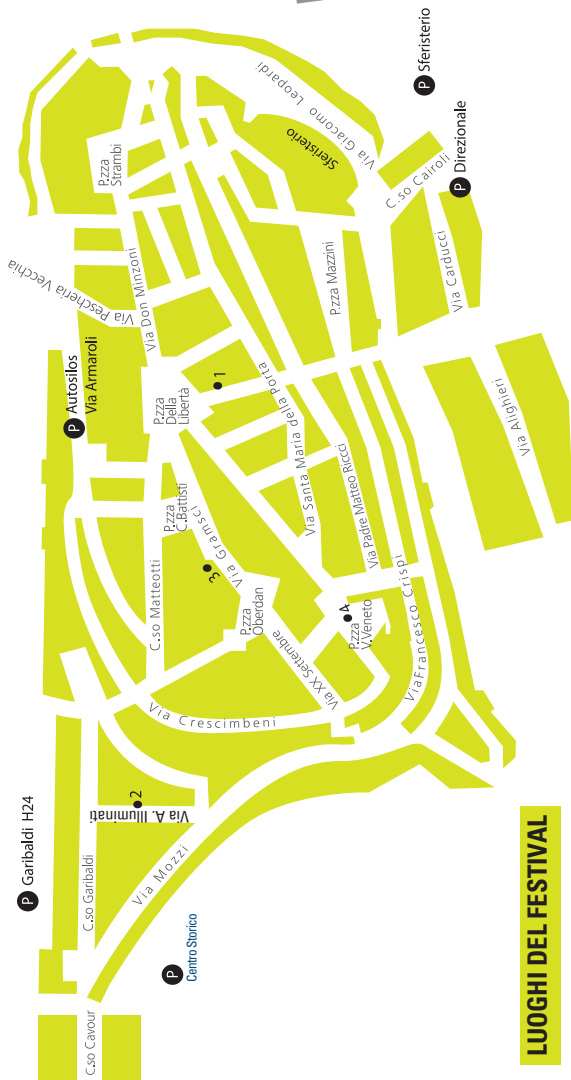 P Sferisterio
P Direzionale
Via Giacomo Leopardi
Sferisterio
C.so Cairoli
Via Carducci
P.zza
Strambi
P.zza Mazzini
Via Pescheria Vecchia
Via Don Minzoni
Via Alighieri
P Autosilos
Via Armaroli
P.zza
Della
Libertà
1
Via Santa Maria della Porta
Via Padre Matteo Riccci
P.zza
C.Battisti
Via Gramsci
3
C.so Matteotti
P.zza
Oberdan
4
P.zza
V.Veneto
Via XX Settembre
ViaFrancesco Crispi
Via Crescimbeni
2
Via A. Illuminati
P Garibaldi H24
C.so Garibaldi
Via Mozzi
P
Centro Storico
C.so Cavour
LUOGHI DEL FESTIVAL